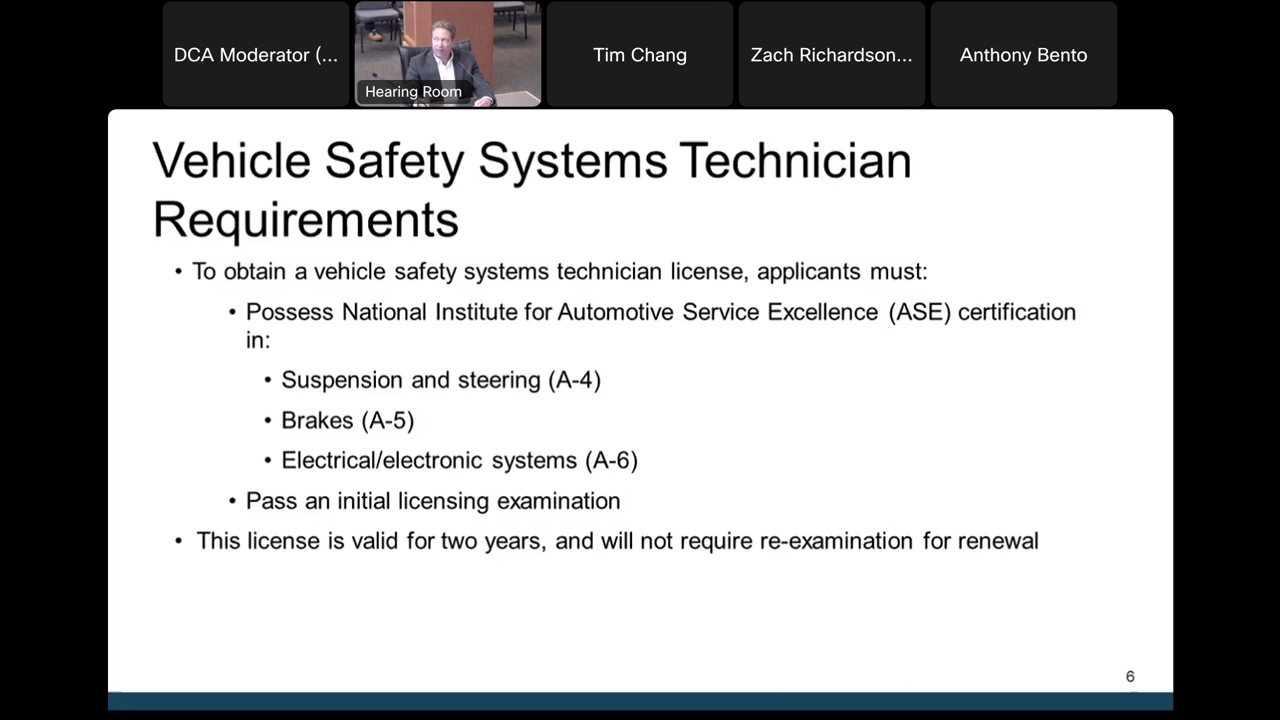 DCA Moderator (...
Hearing Room
Tim Chang
Zach Richardson...
Anthony Bento
Vehicle Safety Systems Technician
Requirements
• To obtain a vehicle safety systems technician license, applicants must:
• Possess National Institute for Automotive Service Excellence (ASE) certification
in:
• Suspension and steering (A-4)
• Brakes (A-5)
• Electrical/electronic systems (A-6)
• Pass an initial licensing examination
• This license is valid for two years, and will not require re-examination for renewal
6